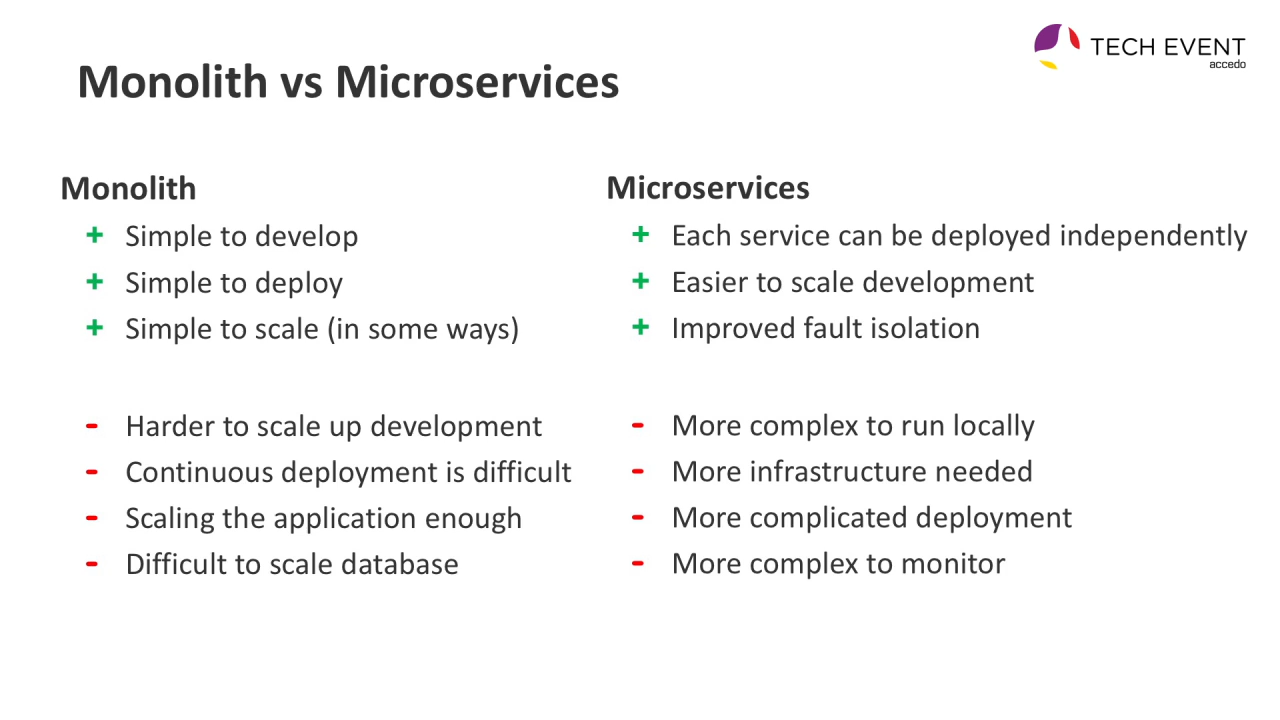 TECH EVENT
accedo
Monolith vs Microservices
Monolith
+ Simple to develop
+ Simple to deploy
+ Simple to scale (in some ways)
- Harder to scale up development
- Continuous deployment is difficult
- Scaling the application enough
- Difficult to scale database
Microservices
+ Each service can be deployed independently
+ Easier to scale development
+ Improved fault isolation
- More complex to run locally
- More infrastructure needed
- More complicated deployment
- More complex to monitor